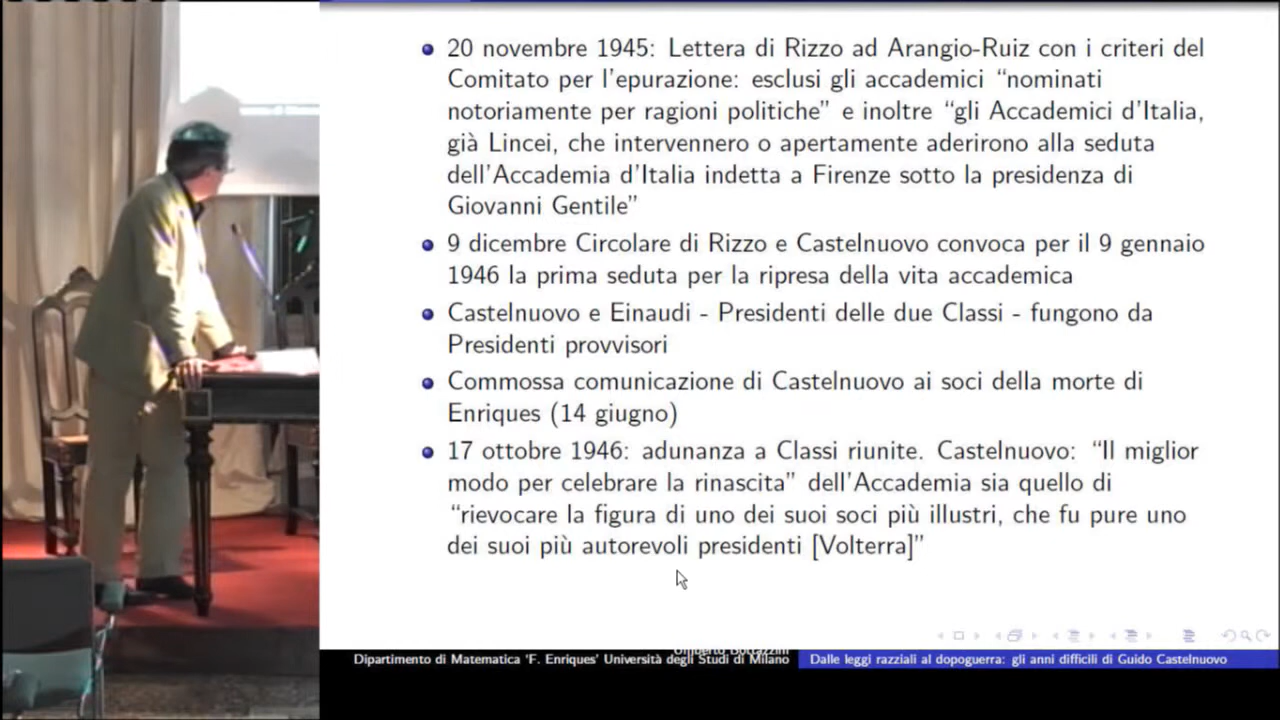 20 novembre 1945: Lettera di Rizzo ad Arangio-Ruiz con i criteri del
Comitato per l'epurazione: esclusi gli accademici “nominati
notoriamente per ragioni politiche” e inoltre “gli Accademici d'Italia,
già Lincei, che intervennero o apertamente aderirono alla seduta
dell'Accademia d'Italia indetta a Firenze sotto la presidenza di
Giovanni Gentile”
9 dicembre Circolare di Rizzo e Castelnuovo convoca per il 9 gennaio
1946 la prima seduta per la ripresa della vita accademica
Castelnuovo e Einaudi - Presidenti delle due Classi - fungono da
Presidenti provvisori
Commossa comunicazione di Castelnuovo ai soci della morte di
Enriques (14 giugno)
17 ottobre 1946: adunanza a Classi riunite. Castelnuovo: “Il miglior
modo per celebrare la rinascita” dell'Accademia sia quello di
“rievocare la figura di uno dei suoi soci più illustri, che fu pure uno
dei suoi più autorevoli presidenti [Volterra]”
Umberto Bottazzini
Dipartimento di Matematica 'F. Enriques' Università degli Studi di Milano
Dalle leggi razziali al dopoguerra: gli anni difficili di Guido Castelnuovo